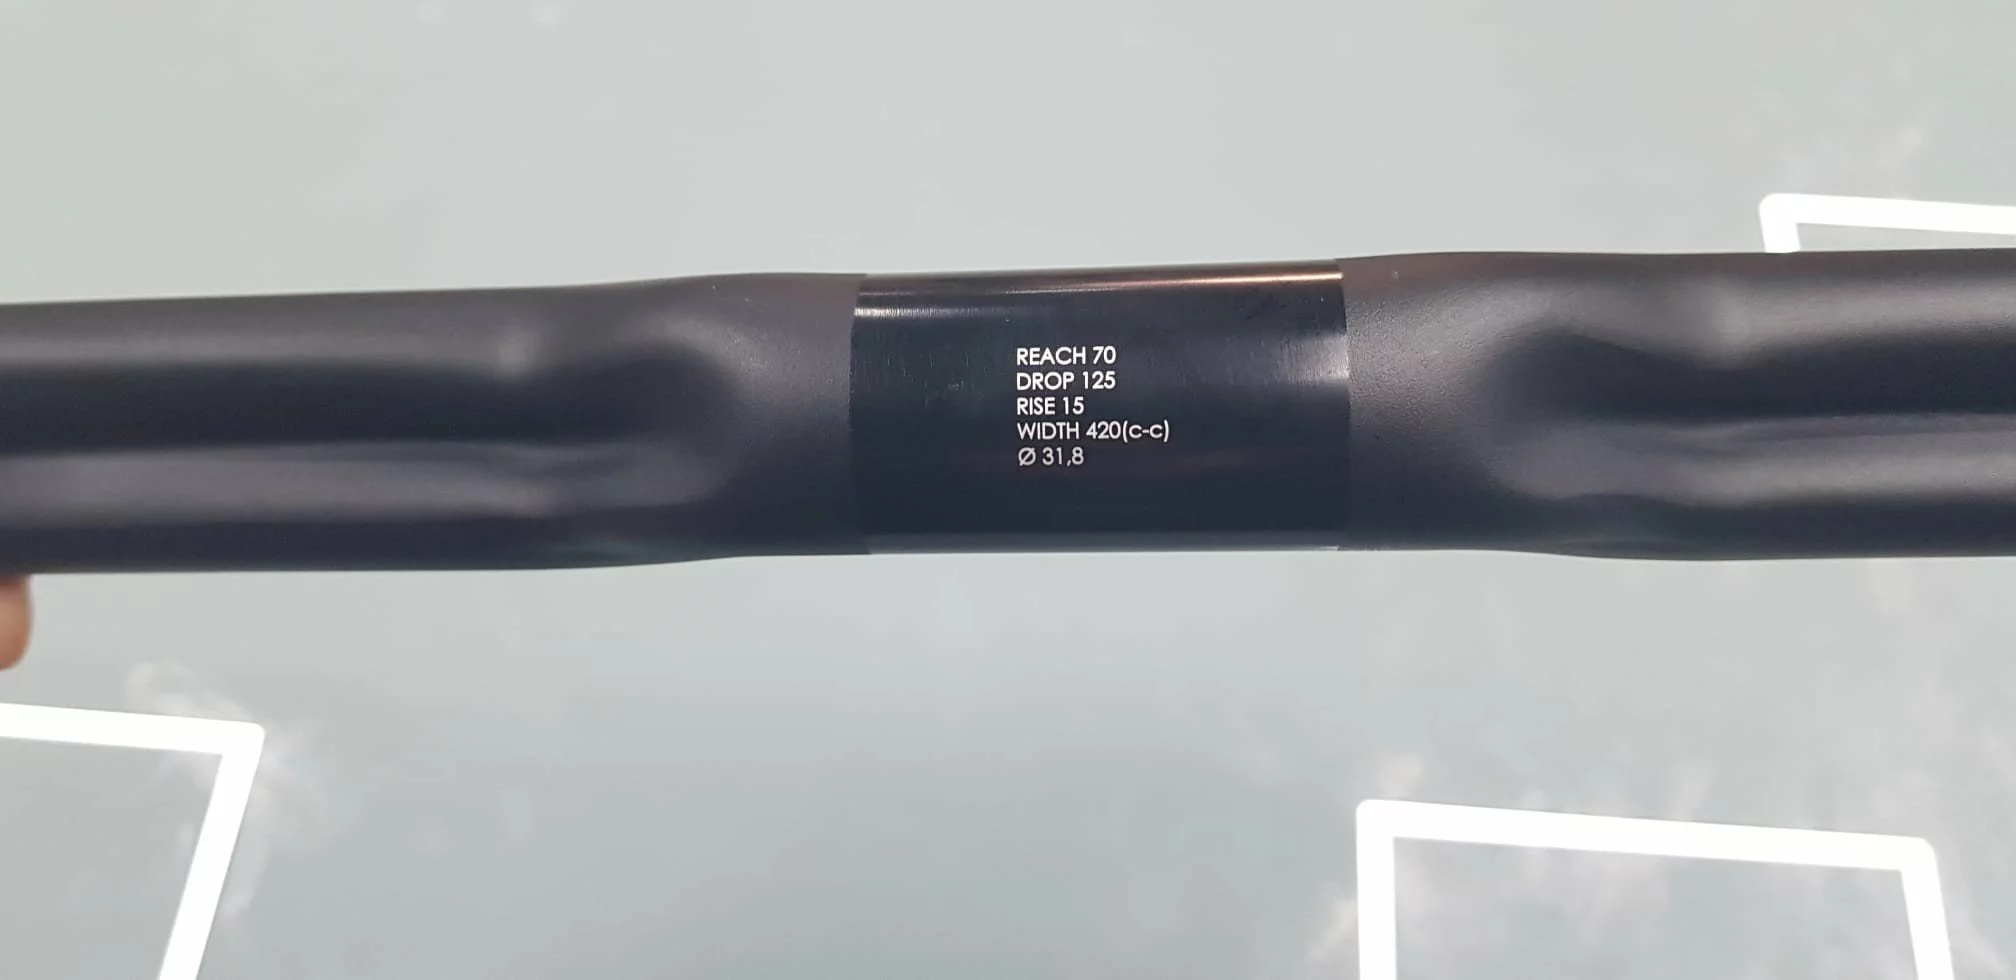 REACH 70
DROP 125
RISE 15
WIDTH 420(c-c)
Ø 31,8